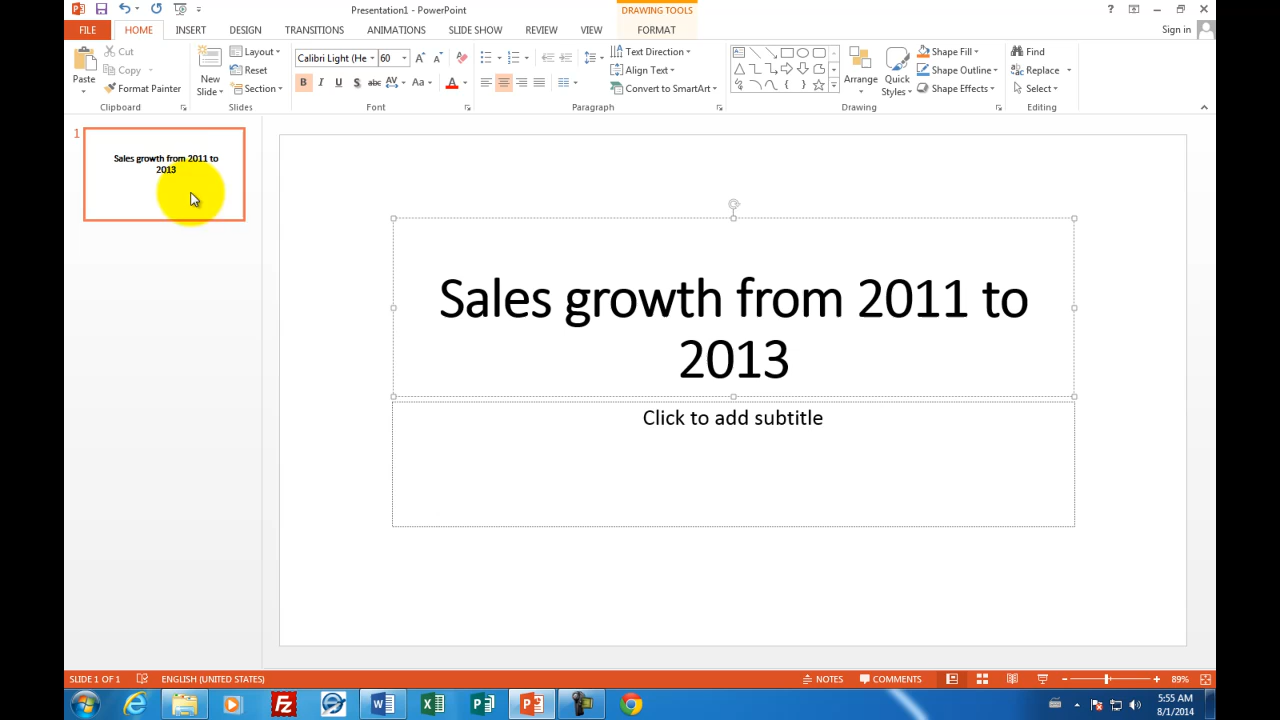 Presentation1 - PowerPoint
DRAWING TOOLS
?
FILE
HOME
INSERT
DESIGN
TRANSITIONS
ANIMATIONS
SLIDE SHOW
REVIEW
VIEW
FORMAT
Sign in
Paste
Cut
Copy
Format Painter
Clipboard
New
Slide
Layout
Reset
Section
Slides
Calibri Light (He
60
B I U S abc AV Aa A
Font
Text Direction
Align Text
Convert to SmartArt
Paragraph
Arrange
Quick
Styles
Shape Fill
Shape Outline
Shape Effects
Drawing
Find
Replace
Select
Editing
1
Sales growth from 2011 to
2013
Sales growth from 2011 to
2013
Click to add subtitle
SLIDE 1 OF 1
ENGLISH (UNITED STATES)
NOTES
COMMENTS
89%
5:55 AM
8/1/2014